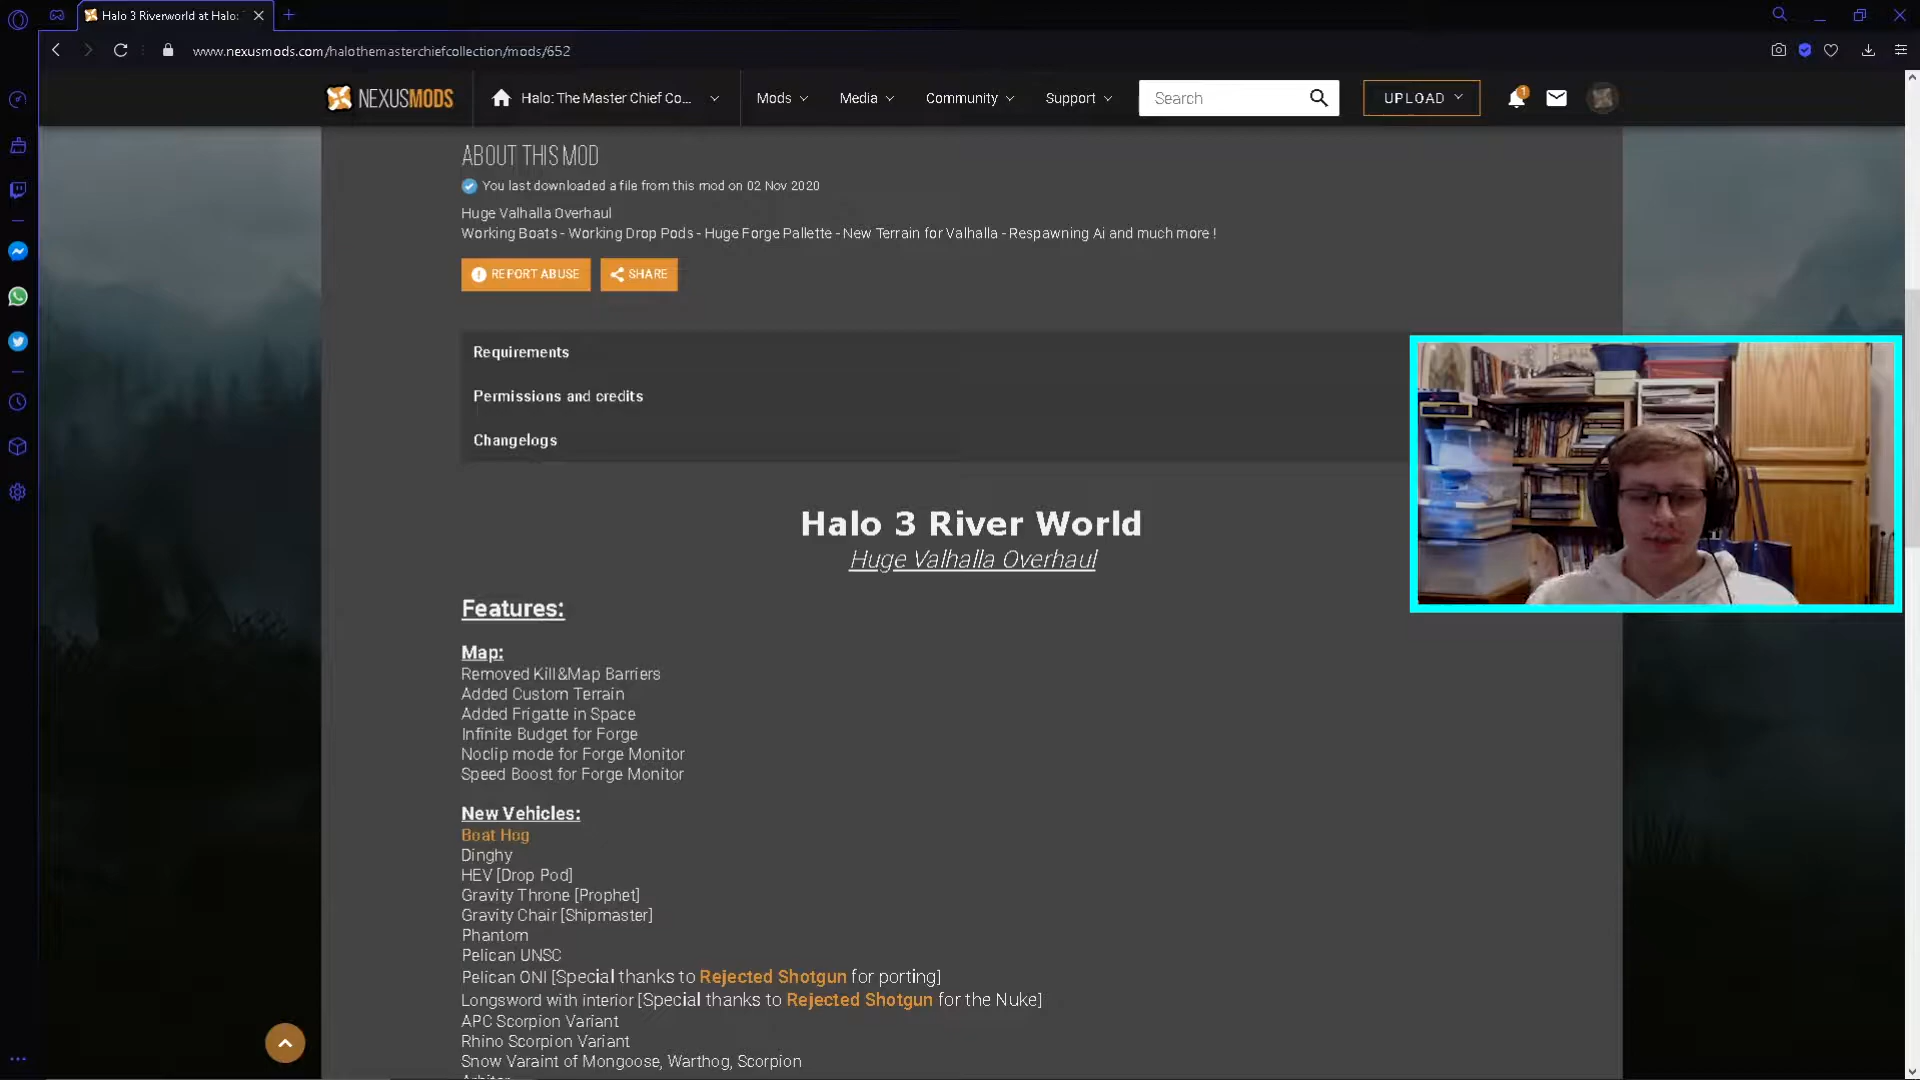 Halo 3 Riverworld at Halo:
www.nexusmods.com/halothemasterchiefcollection/mods/652
NEXUSMODS
Halo: The Master Chief Co...
Mods
Media
Community
Support
Search
UPLOAD
1
ABOUT THIS MOD
You last downloaded a file from this mod on 02 Nov 2020
Huge Valhalla Overhaul
Working Boats - Working Drop Pods - Huge Forge Pallette - New Terrain for Valhalla - Respawning Ai and much more !
REPORT ABUSE
SHARE
Requirements
Permissions and credits
Changelogs
Halo 3 River World
Huge Valhalla Overhaul
Features:
Map:
Removed Kill&Map Barriers
Added Custom Terrain
Added Frigatte in Space
Infinite Budget for Forge
Noclip mode for Forge Monitor
Speed Boost for Forge Monitor
New Vehicles:
Boat Hog
Dinghy
HEV [Drop Pod]
Gravity Throne [Prophet]
Gravity Chair [Shipmaster]
Phantom
Pelican UNSC
Pelican ONI [Special thanks to Rejected Shotgun for porting]
Longsword with interior [Special thanks to Rejected Shotgun for the Nuke]
APC Scorpion Variant
Rhino Scorpion Variant
Snow Varaint of Mongoose, Warthog, Scorpion